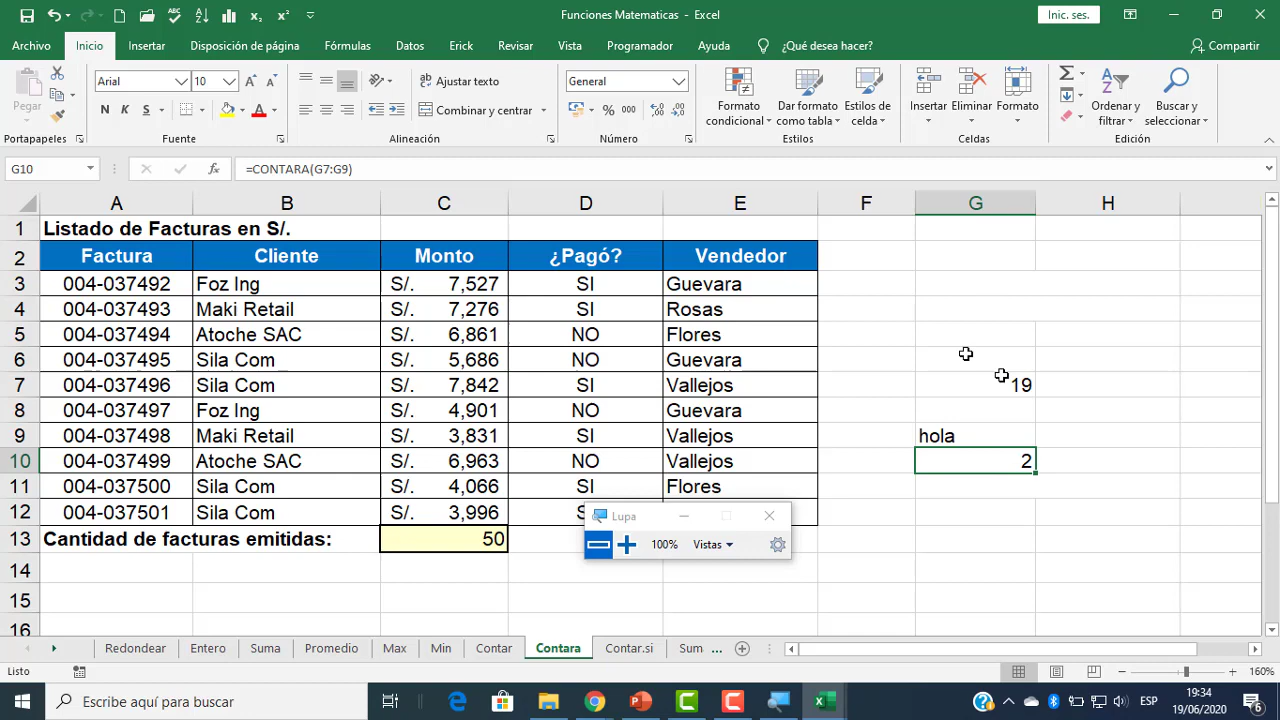 Funciones Matematicas - Excel
Inic. ses.
Archivo Inicio Insertar Disposición de página Fórmulas Datos Erick Revisar Vista Programador Ayuda ¿Qué desea hacer? Compartir
Pegar
Arial 10
N K S
Ajustar texto
Combinar y centrar
General
% 000
Formato condicional
Dar formato como tabla
Estilos de celda
Insertar Eliminar Formato
Ordenar y filtrar
Buscar y seleccionar
Portapapeles Fuente Alineación Número Estilos Celdas Edición
G10 fx =CONTARA(G7:G9)
A B C D E F G H
1 Listado de Facturas en S/.
2 Factura Cliente Monto ¿Pagó? Vendedor
3 004-037492 Foz Ing S/. 7,527 SI Guevara
4 004-037493 Maki Retail S/. 7,276 SI Rosas
5 004-037494 Atoche SAC S/. 6,861 NO Flores
6 004-037495 Sila Com S/. 5,686 NO Guevara
7 004-037496 Sila Com S/. 7,842 SI Vallejos 19
8 004-037497 Foz Ing S/. 4,901 NO Guevara
9 004-037498 Maki Retail S/. 3,831 SI Vallejos hola
10 004-037499 Atoche SAC S/. 6,963 NO Vallejos 2
11 004-037500 Sila Com S/. 4,066 SI Flores
12 004-037501 Sila Com S/. 3,996
13 Cantidad de facturas emitidas: 50
14
15
16
Lupa
100% Vistas
Redondear Entero Suma Promedio Max Min Contar Contara Contar.si Sum ...
Listo 160%
Escribe aquí para buscar
ESP
19:34
19/06/2020
6